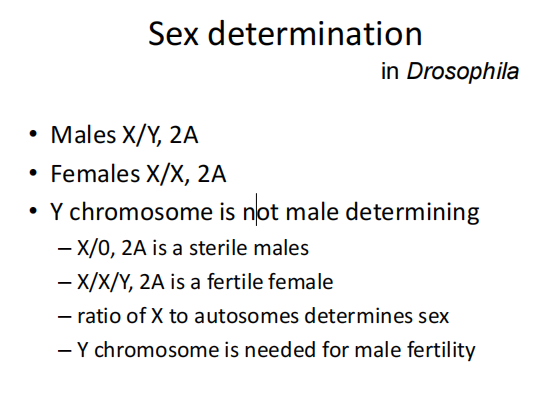 Sex determination
in Drosophila
• Males X/Y, 2A
• Females X/X, 2A
• Y chromosome is not male determining
– X/0, 2A is a sterile males
– X/X/Y, 2A is a fertile female
– ratio of X to autosomes determines sex
– Y chromosome is needed for male fertility